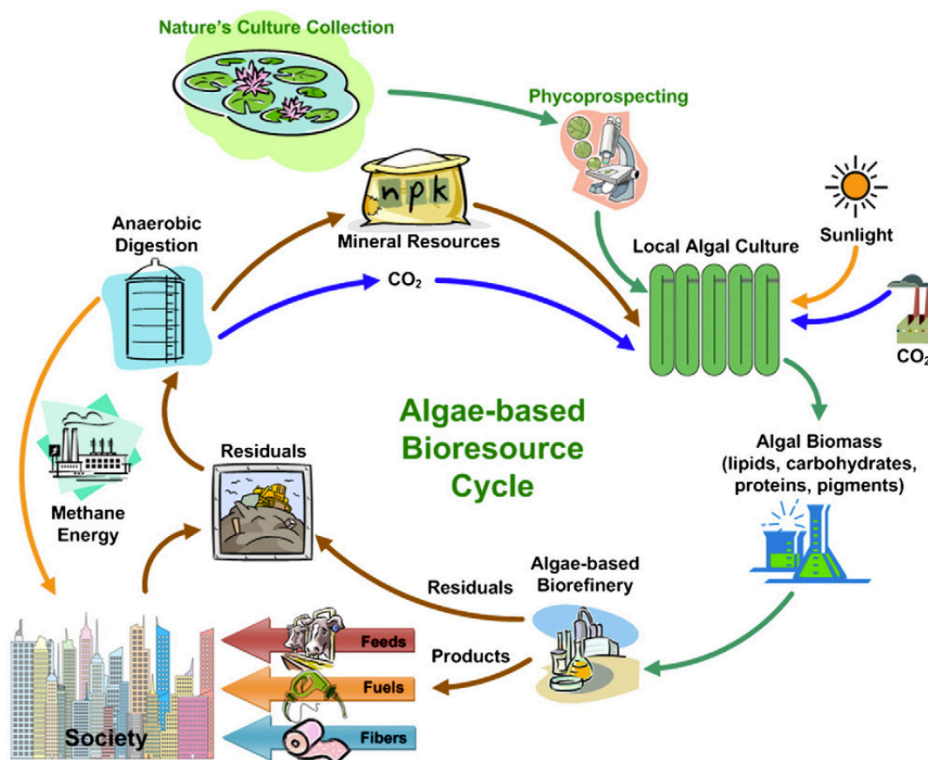 Nature's Culture Collection
Phycoprospecting
npk
Mineral Resources
Anaerobic
Digestion
CO₂
Local Algal Culture
Sunlight
CO₂
Algae-based
Bioresource
Cycle
Algal Biomass
(lipids, carbohydrates,
proteins, pigments)
Residuals
Methane
Energy
Algae-based
Biorefinery
Residuals
Products
Feeds
Fuels
Fibers
Society